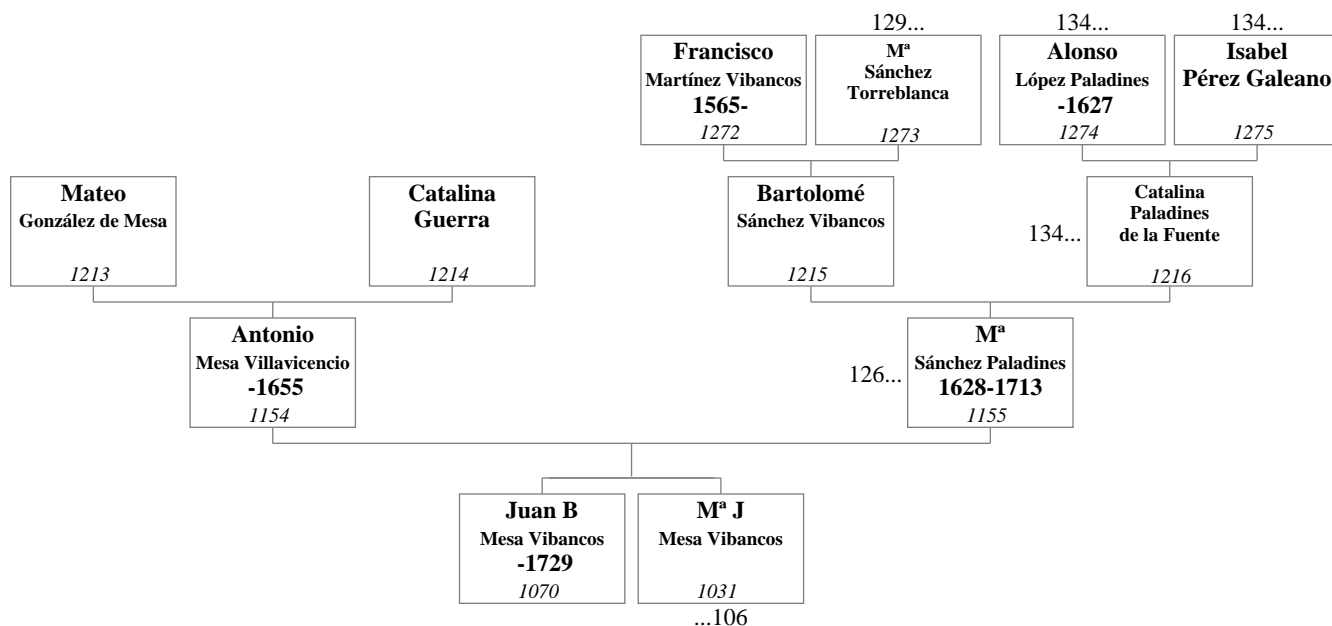 129...
134...
134...
Francisco
Martínez Vibancos
1565-
1272
Mª
Sánchez
Torreblanca
1273
Alonso
López Paladines
-1627
1274
Isabel
Pérez Galeano
1275
Mateo
González de Mesa
1213
Catalina
Guerra
1214
Bartolomé
Sánchez Vibancos
1215
134...
Catalina
Paladines
de la Fuente
1216
Antonio
Mesa Villavicencio
-1655
1154
126...
Mª
Sánchez Paladines
1628-1713
1155
Juan B
Mesa Vibancos
-1729
1070
Mª J
Mesa Vibancos
1031
...106